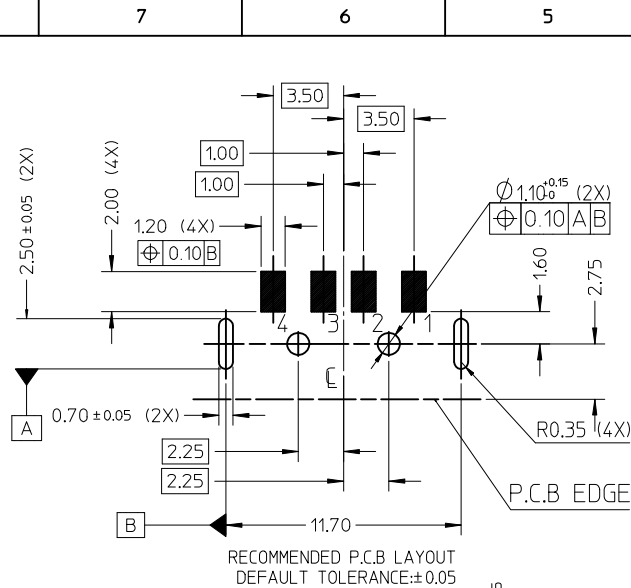 7 6 5
3.50
3.50
1.00
1.00
2.50 ±0.05 (2X)
2.00 (4X)
1.20 (4X)
⌖ 0.10 B
Ø1.10 +0.15 -0 (2X)
⌖ 0.10 A B
1.60
2.75
4 3 2 1
℄
A
0.70 ±0.05 (2X)
R0.35 (4X)
2.25
2.25
P.C.B EDGE
B
11.70
RECOMMENDED P.C.B LAYOUT
DEFAULT TOLERANCE:±0.05